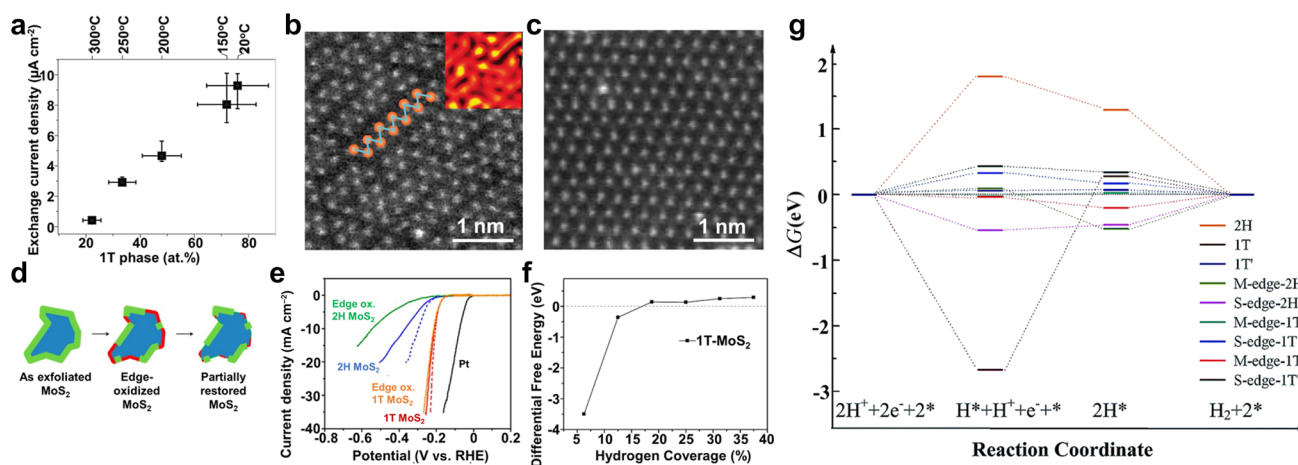 a
300°C
250°C
200°C
150°C
20°C
Exchange current density (µA cm⁻²)
10
8
6
4
2
0
20
40
60
80
1T phase (at.%)
b
1 nm
c
1 nm
d
As exfoliated
MoS₂
Edge-
oxidized
MoS₂
Partially
restored
MoS₂
e
Current density (mA cm⁻²)
0
-10
-20
-30
-40
Edge ox.
2H MoS₂
2H MoS₂
Edge ox.
1T MoS₂
1T MoS₂
Pt
-0.8
-0.6
-0.4
-0.2
0
0.2
Potential (V vs. RHE)
f
Differential Free Energy (eV)
1
0
-1
-2
-3
-4
1T-MoS₂
5
10
15
20
25
30
35
40
Hydrogen Coverage (%)
g
ΔG(eV)
2
1
0
-1
-2
-3
2H
1T
1T'
M-edge-2H
S-edge-2H
M-edge-1T
S-edge-1T
M-edge-1T
S-edge-1T'
2H⁺+2e⁻+2*
H*+H⁺+e⁻+*
2H*
H₂+2*
Reaction Coordinate